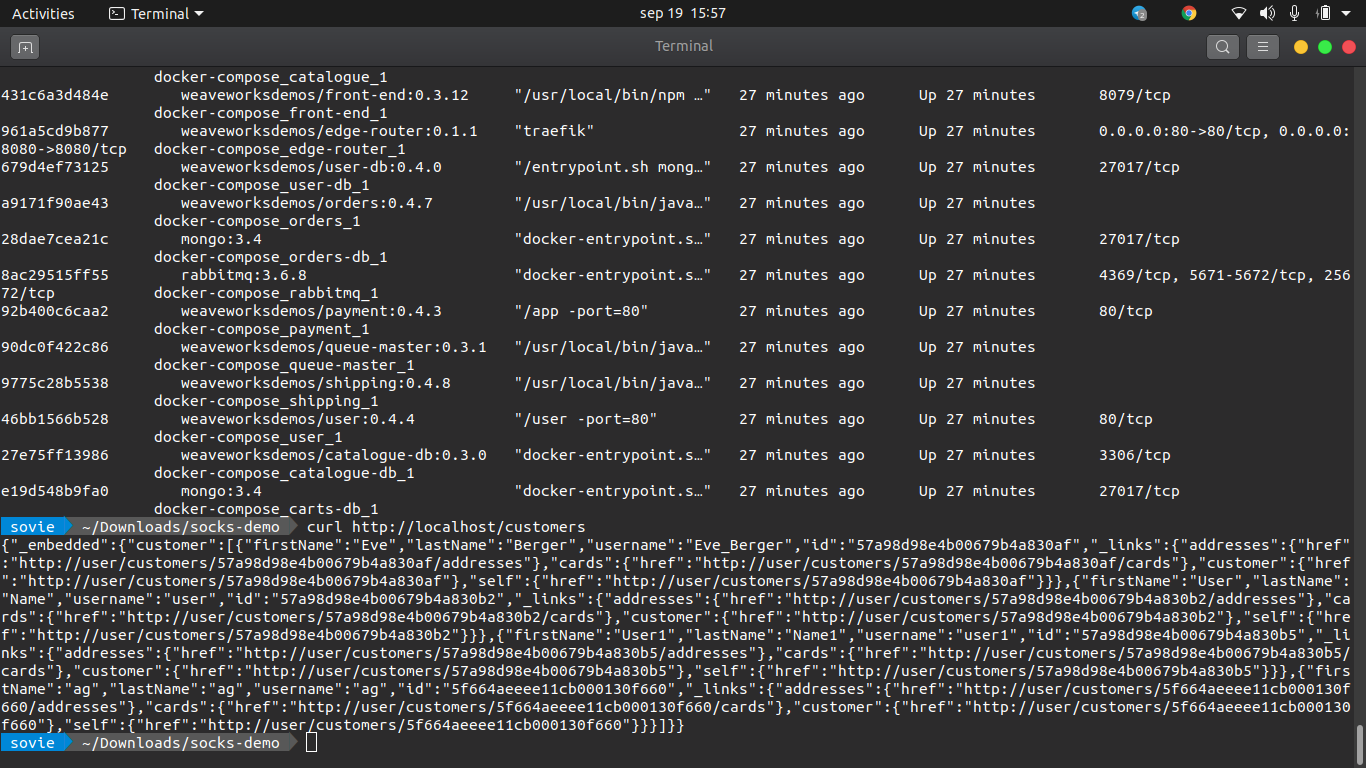 Activities Terminal sep 19 15:57 2
Terminal
docker-compose_catalogue_1
431c6a3d484e weaveworksdemos/front-end:0.3.12 "/usr/local/bin/npm …" 27 minutes ago Up 27 minutes 8079/tcp
docker-compose_front-end_1
961a5cd9b877 weaveworksdemos/edge-router:0.1.1 "traefik" 27 minutes ago Up 27 minutes 0.0.0.0:80->80/tcp, 0.0.0.0:
8080->8080/tcp docker-compose_edge-router_1
679d4ef73125 weaveworksdemos/user-db:0.4.0 "/entrypoint.sh mong…" 27 minutes ago Up 27 minutes 27017/tcp
docker-compose_user-db_1
a9171f90ae43 weaveworksdemos/orders:0.4.7 "/usr/local/bin/java…" 27 minutes ago Up 27 minutes
docker-compose_orders_1
28dae7cea21c mongo:3.4 "docker-entrypoint.s…" 27 minutes ago Up 27 minutes 27017/tcp
docker-compose_orders-db_1
8ac29515ff55 rabbitmq:3.6.8 "docker-entrypoint.s…" 27 minutes ago Up 27 minutes 4369/tcp, 5671-5672/tcp, 256
72/tcp docker-compose_rabbitmq_1
92b400c6caa2 weaveworksdemos/payment:0.4.3 "/app -port=80" 27 minutes ago Up 27 minutes 80/tcp
docker-compose_payment_1
90dc0f422c86 weaveworksdemos/queue-master:0.3.1 "/usr/local/bin/java…" 27 minutes ago Up 27 minutes
docker-compose_queue-master_1
9775c28b5538 weaveworksdemos/shipping:0.4.8 "/usr/local/bin/java…" 27 minutes ago Up 27 minutes
docker-compose_shipping_1
46bb1566b528 weaveworksdemos/user:0.4.4 "/user -port=80" 27 minutes ago Up 27 minutes 80/tcp
docker-compose_user_1
27e75ff13986 weaveworksdemos/catalogue-db:0.3.0 "docker-entrypoint.s…" 27 minutes ago Up 27 minutes 3306/tcp
docker-compose_catalogue-db_1
e19d548b9fa0 mongo:3.4 "docker-entrypoint.s…" 27 minutes ago Up 27 minutes 27017/tcp
docker-compose_carts-db_1
sovie ~/Downloads/socks-demo curl http://localhost/customers
{"_embedded":{"customer":[{"firstName":"Eve","lastName":"Berger","username":"Eve_Berger","id":"57a98d98e4b00679b4a830af","_links":{"addresses":{"href"
:"http://user/customers/57a98d98e4b00679b4a830af/addresses"},"cards":{"href":"http://user/customers/57a98d98e4b00679b4a830af/cards"},"customer":{"href
":"http://user/customers/57a98d98e4b00679b4a830af"},"self":{"href":"http://user/customers/57a98d98e4b00679b4a830af"}}},{"firstName":"User","lastName":
"Name","username":"user","id":"57a98d98e4b00679b4a830b2","_links":{"addresses":{"href":"http://user/customers/57a98d98e4b00679b4a830b2/addresses"},"ca
rds":{"href":"http://user/customers/57a98d98e4b00679b4a830b2/cards"},"customer":{"href":"http://user/customers/57a98d98e4b00679b4a830b2"},"self":{"hre
f":"http://user/customers/57a98d98e4b00679b4a830b2"}}},{"firstName":"User1","lastName":"Name1","username":"user1","id":"57a98d98e4b00679b4a830b5","_li
nks":{"addresses":{"href":"http://user/customers/57a98d98e4b00679b4a830b5/addresses"},"cards":{"href":"http://user/customers/57a98d98e4b00679b4a830b5/
cards"},"customer":{"href":"http://user/customers/57a98d98e4b00679b4a830b5"},"self":{"href":"http://user/customers/57a98d98e4b00679b4a830b5"}}},{"firs
tName":"ag","lastName":"ag","username":"ag","id":"5f664aeeee11cb000130f660","_links":{"addresses":{"href":"http://user/customers/5f664aeeee11cb000130f
660/addresses"},"cards":{"href":"http://user/customers/5f664aeeee11cb000130f660/cards"},"customer":{"href":"http://user/customers/5f664aeeee11cb000130
f660"},"self":{"href":"http://user/customers/5f664aeeee11cb000130f660"}}}]}}
sovie ~/Downloads/socks-demo